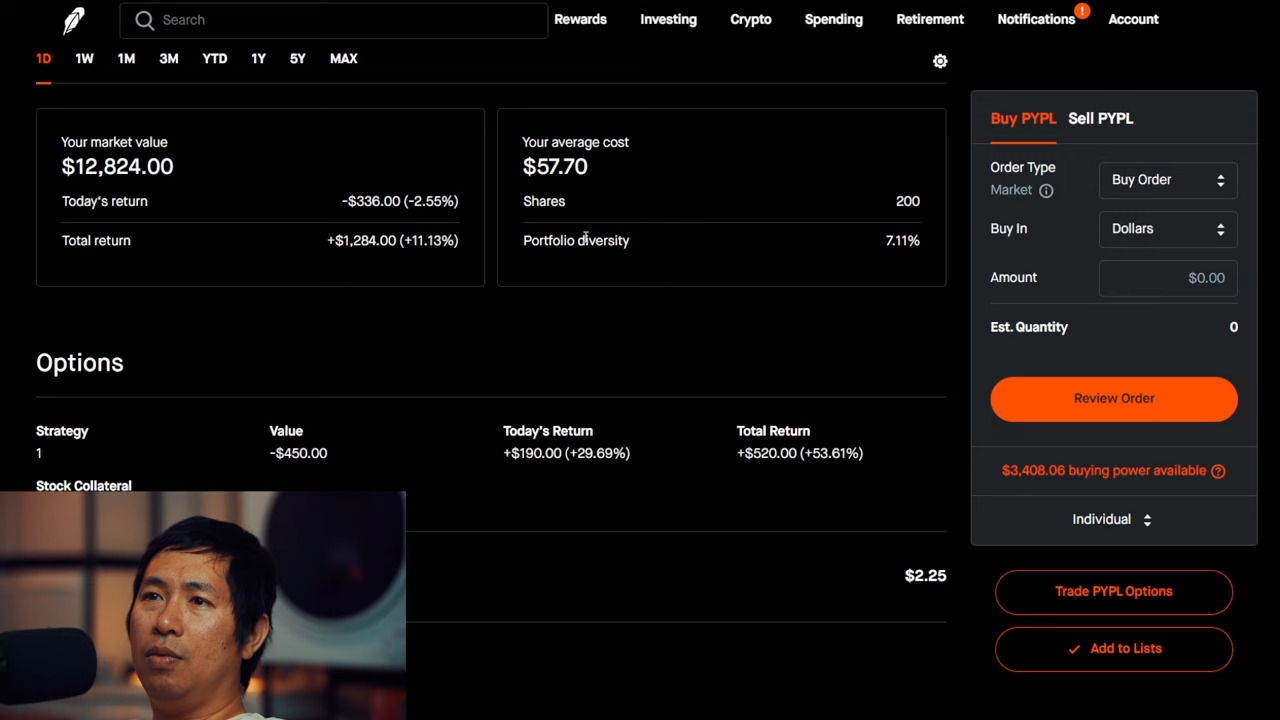 Search
Rewards
Investing
Crypto
Spending
Retirement
Notifications
!
Account
1D
1W
1M
3M
YTD
1Y
5Y
MAX
Your market value
$12,824.00
Today's return
-$336.00 (-2.55%)
Total return
+$1,284.00 (+11.13%)
Your average cost
$57.70
Shares
200
Portfolio diversity
7.11%
Buy PYPL
Sell PYPL
Order Type
Market
Buy Order
Buy In
Dollars
Amount
$0.00
Est. Quantity
0
Review Order
$3,408.06 buying power available
Individual
Trade PYPL Options
Add to Lists
Options
Strategy
Value
Today's Return
Total Return
1
-$450.00
+$190.00 (+29.69%)
+$520.00 (+53.61%)
Stock Collateral
$2.25